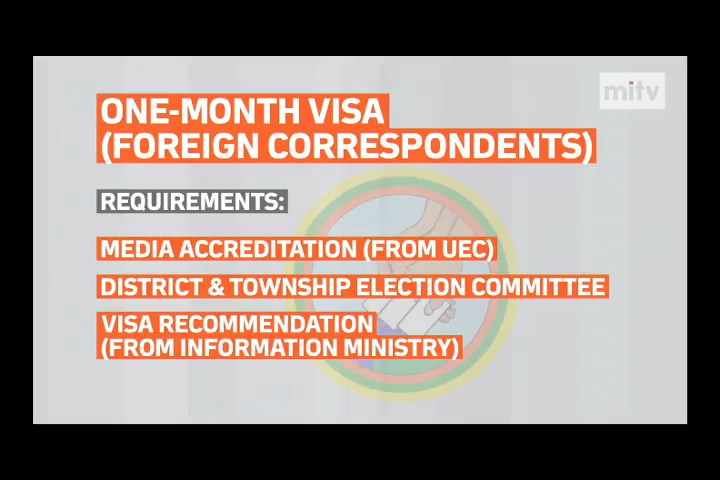 mitv
ONE-MONTH VISA
(FOREIGN CORRESPONDENTS)
REQUIREMENTS:
MEDIA ACCREDITATION (FROM UEC)
DISTRICT & TOWNSHIP ELECTION COMMITTEE
VISA RECOMMENDATION
(FROM INFORMATION MINISTRY)